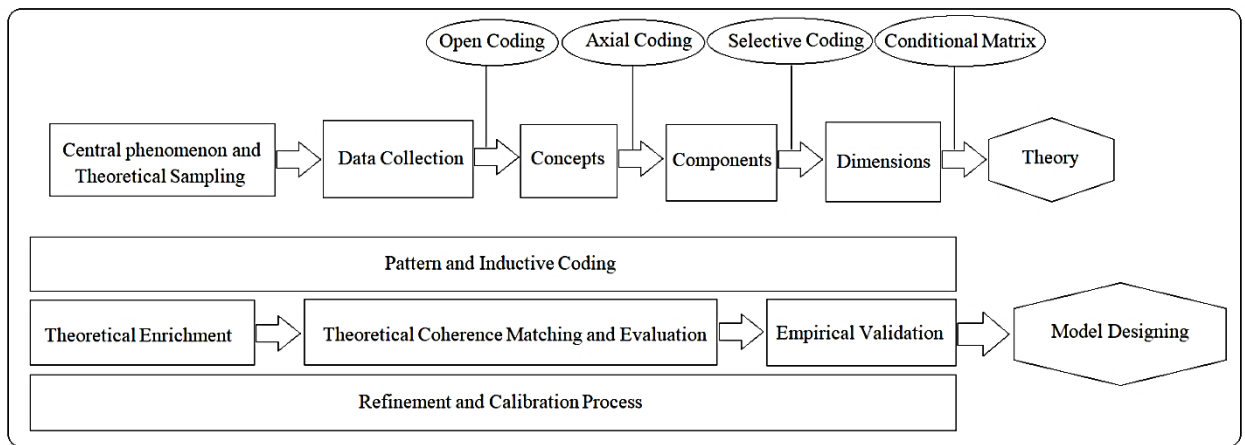 Open Coding
Axial Coding
Selective Coding
Conditional Matrix
Central phenomenon and
Theoretical Sampling
Data Collection
Concepts
Components
Dimensions
Theory
Pattern and Inductive Coding
Theoretical Enrichment
Theoretical Coherence Matching and Evaluation
Empirical Validation
Model Designing
Refinement and Calibration Process